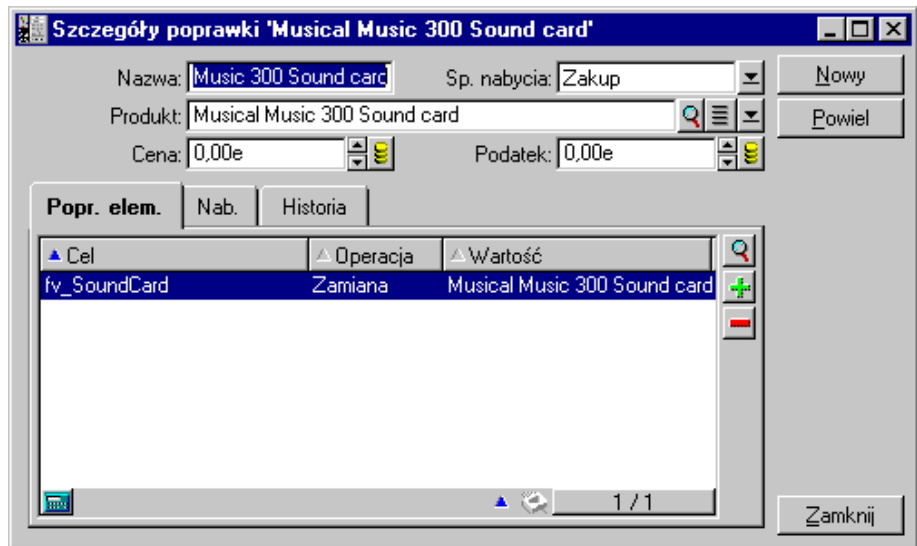 Szczegóły poprawki 'Musical Music 300 Sound card'
Nazwa: Music 300 Sound card Sp. nabycia: Zakup Nowy
Produkt: Musical Music 300 Sound card Powiel
Cena: 0,00e Podatek: 0,00e
Popr. elem. Nab. Historia
Cel Operacja Wartość
fv_SoundCard Zamiana Musical Music 300 Sound card
1 / 1
Zamknij